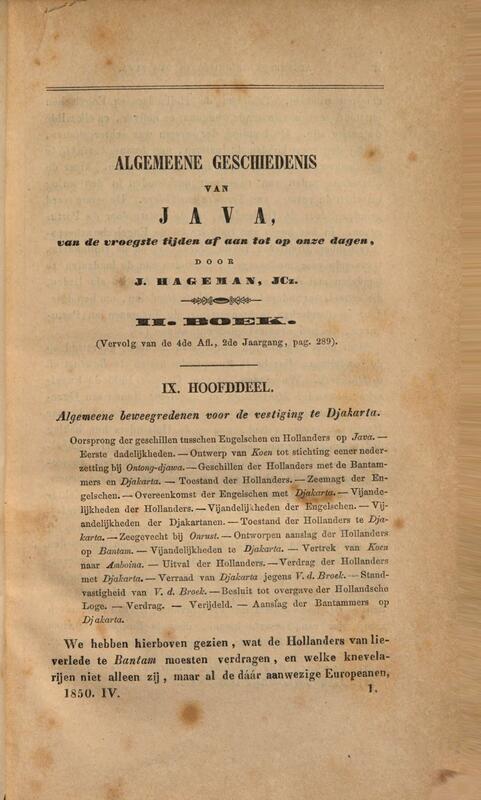 ALGEMEENE GESCHIEDENIS
VAN
JAVA,
van de vroegste tijden af aan tot op onze dagen,
DOOR
J. HAGEMAN, JCz.
II. BOEK.
(Vervolg van de 4de Afl., 2de Jaargang, pag. 289).
IX. HOOFDDEEL.
Algemeene beweegredenen voor de vestiging te Djakarta.
Oorsprong der geschillen tusschen Engelschen en Hollanders op Java. —
Eerste dadelijkheden. — Ontwerp van Koen tot stichting eener neder-
zetting bij Ontong-djawa. — Geschillen der Hollanders met de Bantam-
mers en Djakarta. — Toestand der Hollanders. — Zeemagt der En-
gelschen. — Overeenkomst der Engelschen met Djakarta. — Vijande-
lijkheden der Hollanders. — Vijandelijkheden der Engelschen. — Vij-
andelijkheden der Djakartanen. — Toestand der Hollanders te Dja-
karta. — Zeegevecht bij Onrust. — Ontworpen aanslag der Hollanders
op Bantam. — Vijandelijkheden te Djakarta. — Vertrek van Koen
naar Amboina. — Uitval der Hollanders. — Verdrag der Hollanders
met Djakarta. — Verraad van Djakarta jegens V. d. Broek. — Stand-
vastigheid van V. d. Broek. — Besluit tot overgave der Hollandsche
Loge. — Verdrag. — Verijdeld. — Aanslag der Bantammers op
Djakarta.
We hebben hierboven gezien, wat de Hollanders van lie-
verlede te Bantam moesten verdragen, en welke knevela-
rijen niet alleen zij, maar al de dáár aanwezige Europeanen,
1850. IV. 1.